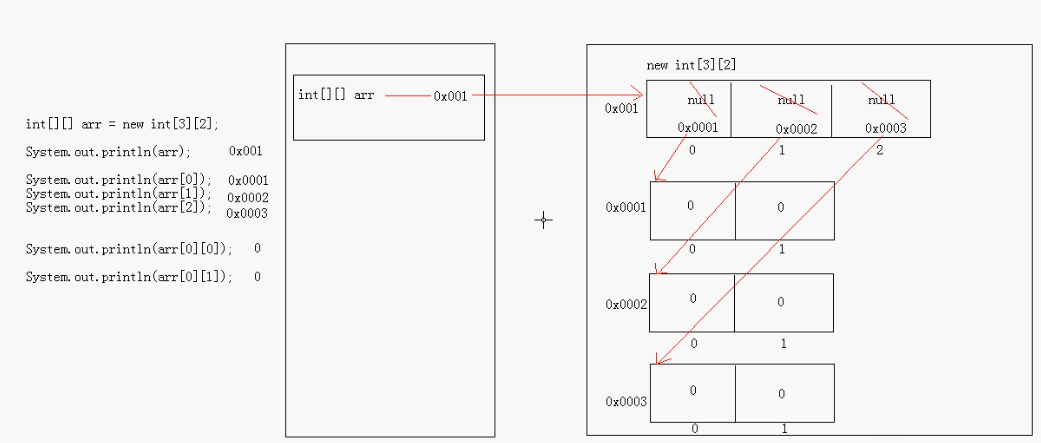 int[][] arr = new int[3][2];
System.out.println(arr); 0x001
System.out.println(arr[0]); 0x0001
System.out.println(arr[1]); 0x0002
System.out.println(arr[2]); 0x0003
System.out.println(arr[0][0]); 0
System.out.println(arr[0][1]); 0
int[][] arr 0x001
new int[3][2]
0x001
null null null
0x0001 0x0002 0x0003
0 1 2
0x0001 0 0
0 1
0x0002 0 0
0 1
0x0003 0 0
0 1